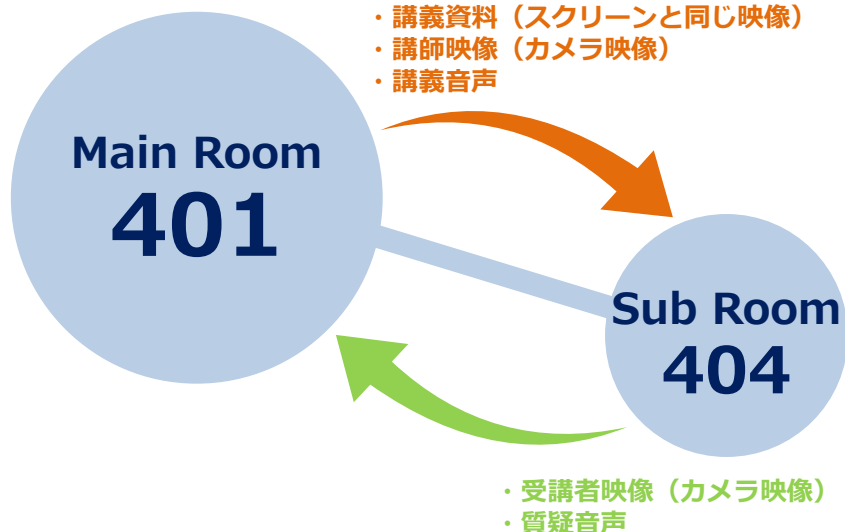 ・講義資料（スクリーンと同じ映像）
・講師映像（カメラ映像）
・講義音声
Main Room
401
Sub Room
404
・受講者映像（カメラ映像）
・質疑音声